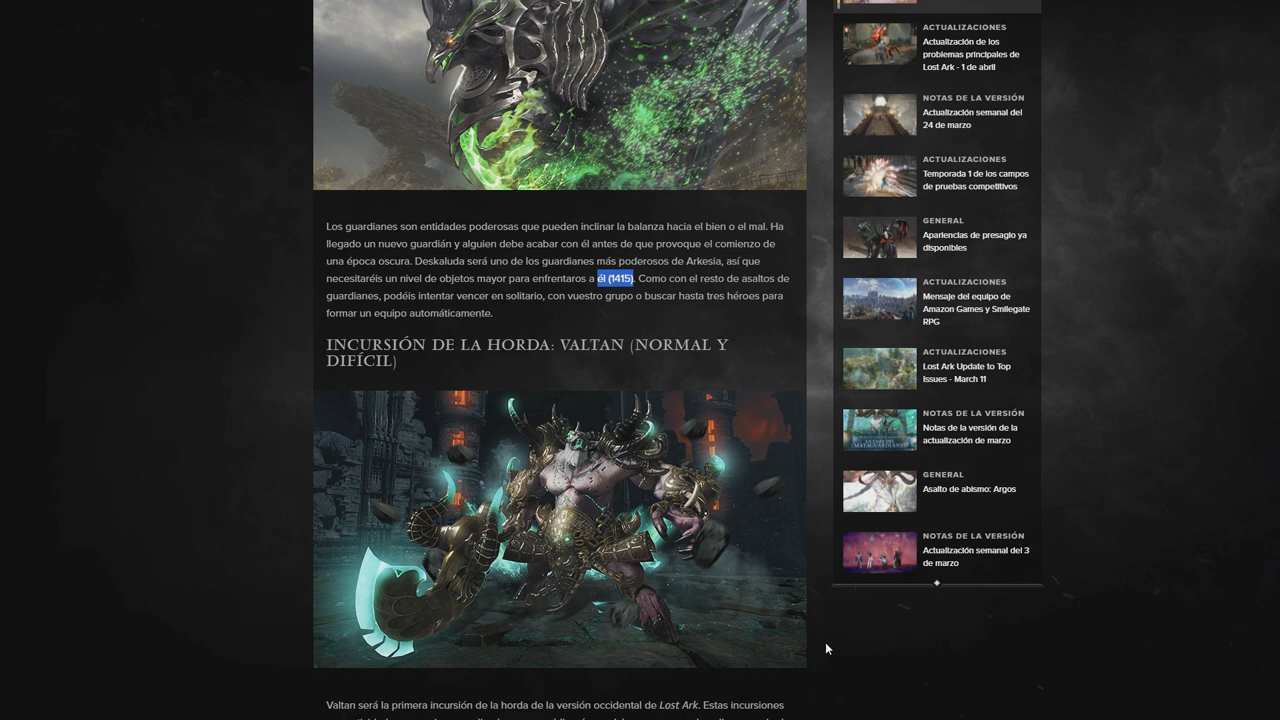 Los guardianes son entidades poderosas que pueden inclinar la balanza hacia el bien o el mal. Ha
llegado un nuevo guardián y alguien debe acabar con él antes de que provoque el comienzo de
una época oscura. Deskaluda será uno de los guardianes más poderosos de Arkesia, así que
necesitaréis un nivel de objetos mayor para enfrentaros a él (1415). Como con el resto de asaltos de
guardianes, podéis intentar vencer en solitario, con vuestro grupo o buscar hasta tres héroes para
formar un equipo automáticamente.
INCURSIÓN DE LA HORDA: VALTAN (NORMAL Y
DIFÍCIL)
Valtan será la primera incursión de la horda de la versión occidental de Lost Ark. Estas incursiones
ACTUALIZACIONES
Actualización de los
problemas principales de
Lost Ark - 1 de abril
NOTAS DE LA VERSIÓN
Actualización semanal del
24 de marzo
ACTUALIZACIONES
Temporada 1 de los campos
de pruebas competitivos
GENERAL
Apariencias de presagio ya
disponibles
ACTUALIZACIONES
Mensaje del equipo de
Amazon Games y Smilegate
RPG
ACTUALIZACIONES
Lost Ark Update to Top
Issues - March 11
NOTAS DE LA VERSIÓN
Notas de la versión de la
actualización de marzo
GENERAL
Asalto de abismo: Argos
NOTAS DE LA VERSIÓN
Actualización semanal del 3
de marzo